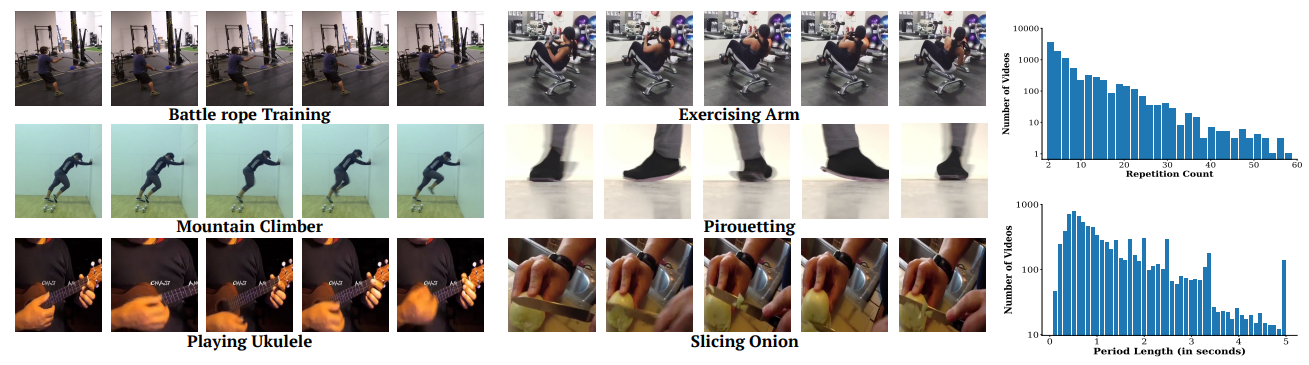 Battle rope Training
Exercising Arm
Mountain Climber
Pirouetting
Playing Ukulele
Slicing Onion
Number of Videos
10000
1000
100
10
1
2 10 20 30 40 50 60
Repetition Count
Number of Videos
1000
100
10
0 1 2 3 4 5
Period Length (in seconds)